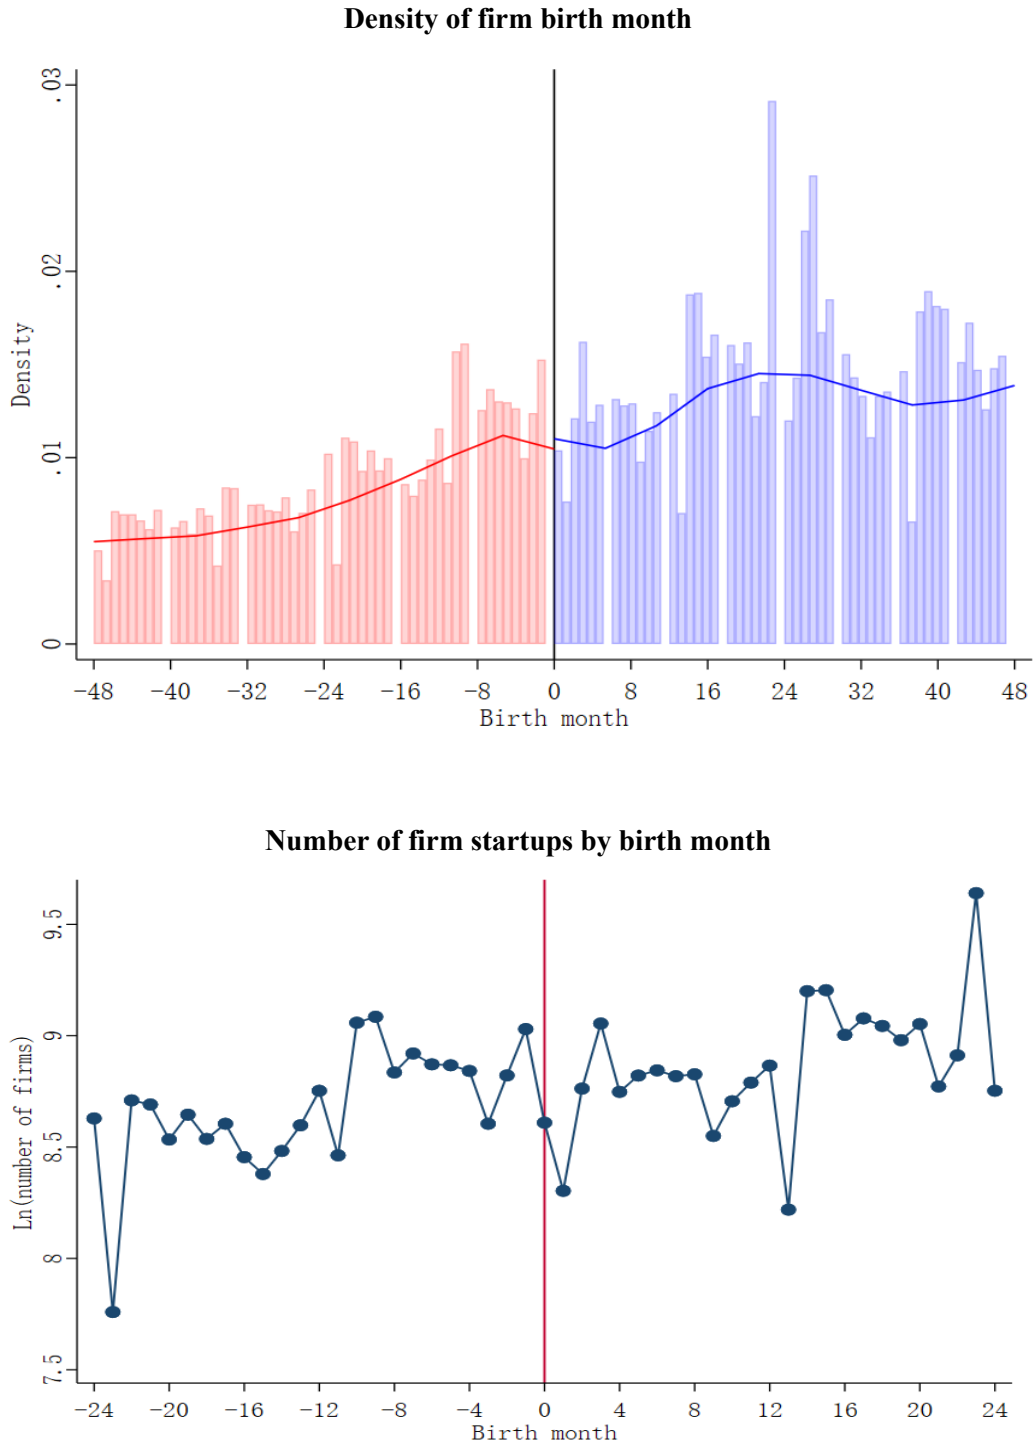 Density of firm birth month
.03
.02
.01
0
Density
-48 -40 -32 -24 -16 -8 0 8 16 24 32 40 48
Birth month
Number of firm startups by birth month
9.5
9
8.5
8
7.5
Ln(number of firms)
-24 -20 -16 -12 -8 -4 0 4 8 12 16 20 24
Birth month